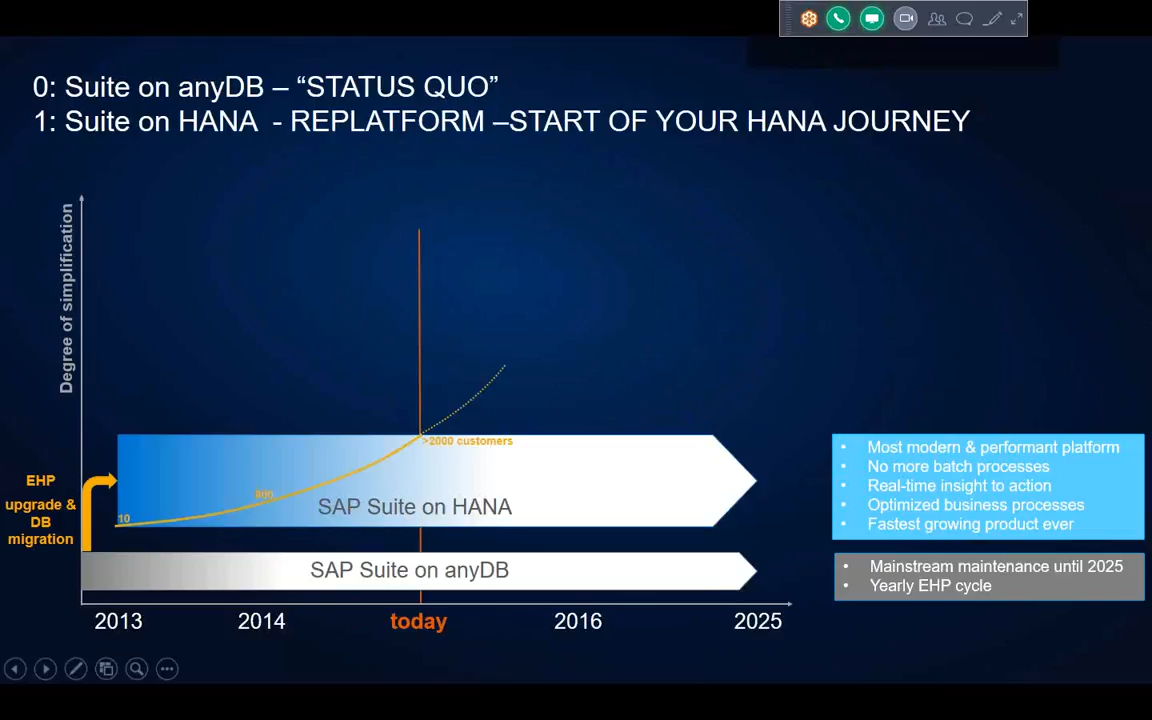 0: Suite on anyDB – “STATUS QUO”
1: Suite on HANA - REPLATFORM –START OF YOUR HANA JOURNEY
Degree of simplification
>2000 customers
800
10
SAP Suite on HANA
EHP
upgrade &
DB
migration
SAP Suite on anyDB
2013
2014
today
2016
2025
• Most modern & performant platform
• No more batch processes
• Real-time insight to action
• Optimized business processes
• Fastest growing product ever
• Mainstream maintenance until 2025
• Yearly EHP cycle